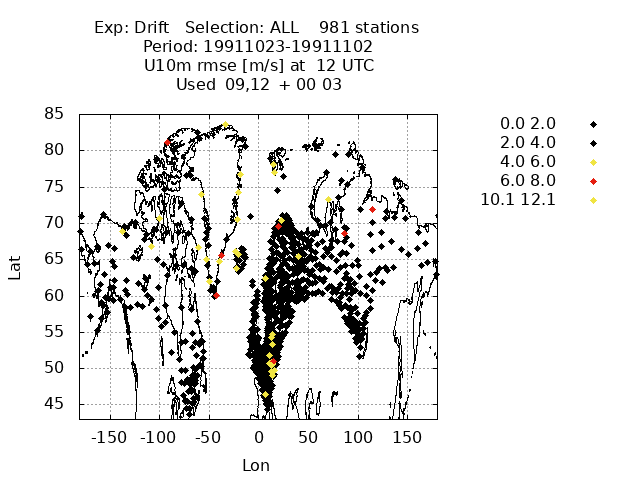 Exp: Drift   Selection: ALL    981 stations
Period: 19911023-19911102
U10m rmse [m/s] at  12 UTC
Used  09,12  + 00 03
85
80
75
70
65
60
55
50
45
Lat
-150 -100 -50 0 50 100 150
Lon
0.0 2.0
2.0 4.0
4.0 6.0
6.0 8.0
10.1 12.1